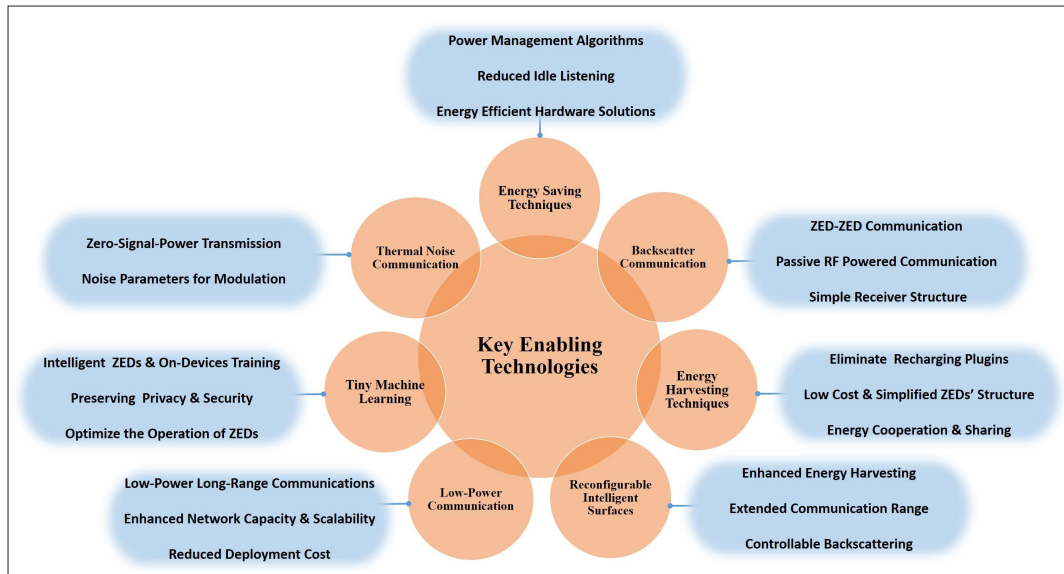 Power Management Algorithms
Reduced Idle Listening
Energy Efficient Hardware Solutions
Energy Saving
Techniques
Zero-Signal-Power Transmission
Noise Parameters for Modulation
Thermal Noise
Communication
Backscatter
Communication
ZED-ZED Communication
Passive RF Powered Communication
Simple Receiver Structure
Key Enabling
Technologies
Intelligent ZEDs & On-Devices Training
Preserving Privacy & Security
Optimize the Operation of ZEDs
Tiny Machine
Learning
Energy
Harvesting
Techniques
Eliminate Recharging Plugins
Low Cost & Simplified ZEDs' Structure
Energy Cooperation & Sharing
Low-Power Long-Range Communications
Enhanced Network Capacity & Scalability
Reduced Deployment Cost
Low-Power
Communication
Reconfigurable
Intelligent
Surfaces
Enhanced Energy Harvesting
Extended Communication Range
Controllable Backscattering